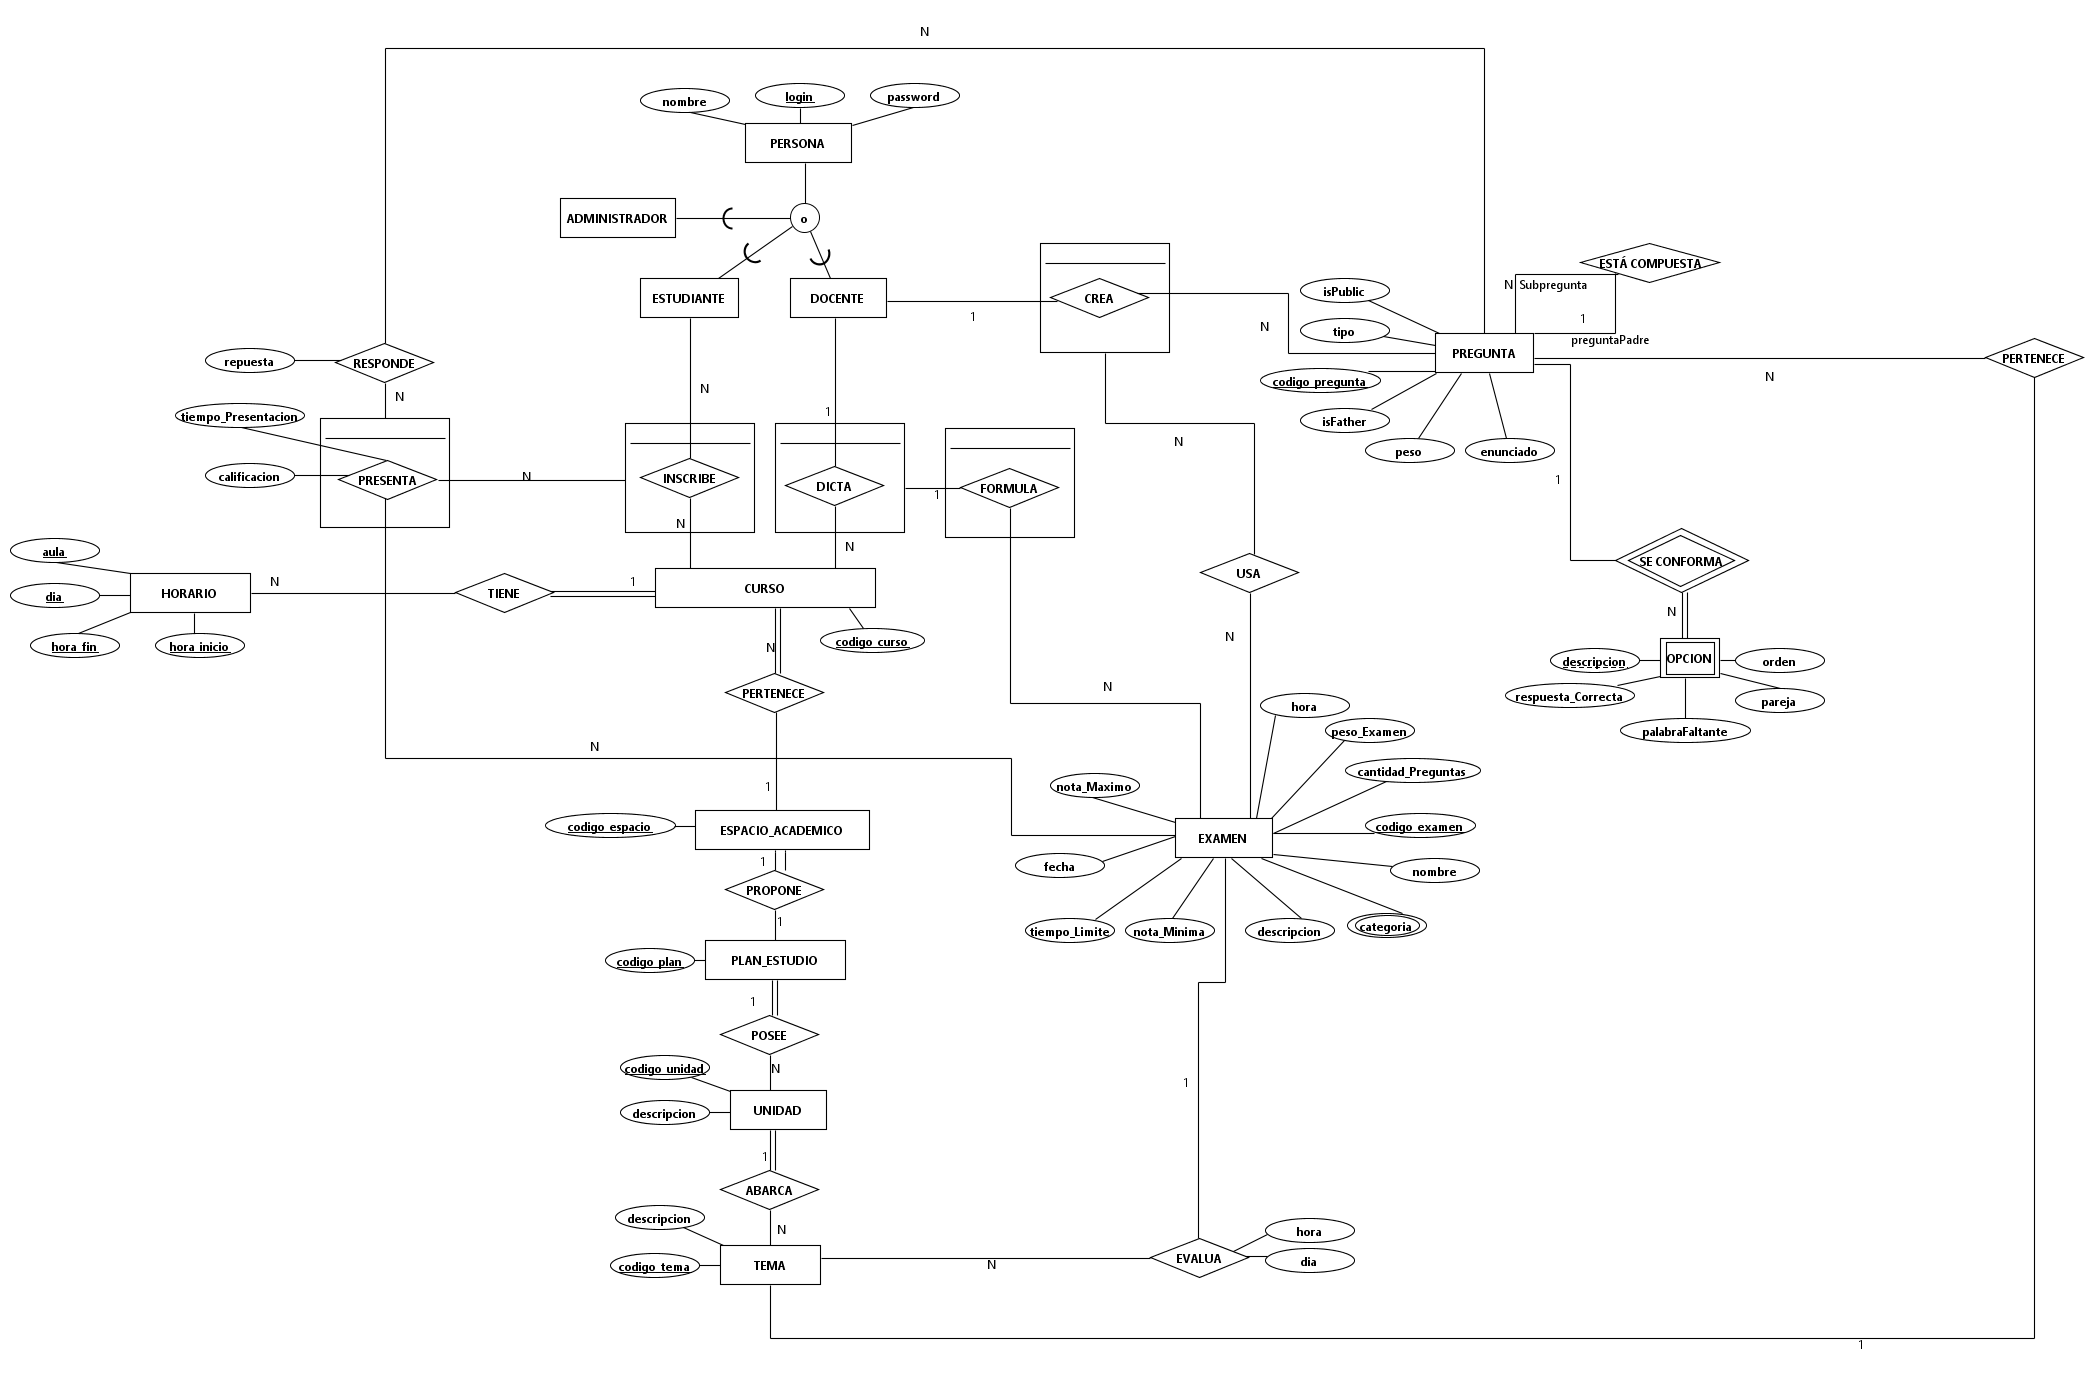 N
nombre
login
password
PERSONA
ADMINISTRADOR
o
ESTUDIANTE
DOCENTE
CREA
1
N
isPublic
tipo
codigo_pregunta
isFather
peso
enunciado
PREGUNTA
ESTÁ COMPUESTA
N
Subpregunta
1
preguntaPadre
PERTENECE
N
repuesta
RESPONDE
N
tiempo_Presentacion
calificacion
PRESENTA
N
N
INSCRIBE
N
1
DICTA
N
1
FORMULA
N
1
SE CONFORMA
N
USA
N
aula
dia
hora_fin
hora_inicio
HORARIO
N
TIENE
1
CURSO
codigo_curso
N
PERTENECE
1
N
N
OPCION
descripcion
respuesta_Correcta
palabraFaltante
orden
pareja
codigo_espacio
ESPACIO_ACADEMICO
1
PROPONE
1
codigo_plan
PLAN_ESTUDIO
1
POSEE
N
codigo_unidad
descripcion
UNIDAD
1
ABARCA
N
descripcion
codigo_tema
TEMA
hora
peso_Examen
cantidad_Preguntas
codigo_examen
nombre
categoria
descripcion
nota_Minima
tiempo_Limite
fecha
nota_Maximo
EXAMEN
1
N
EVALUA
hora
dia
1